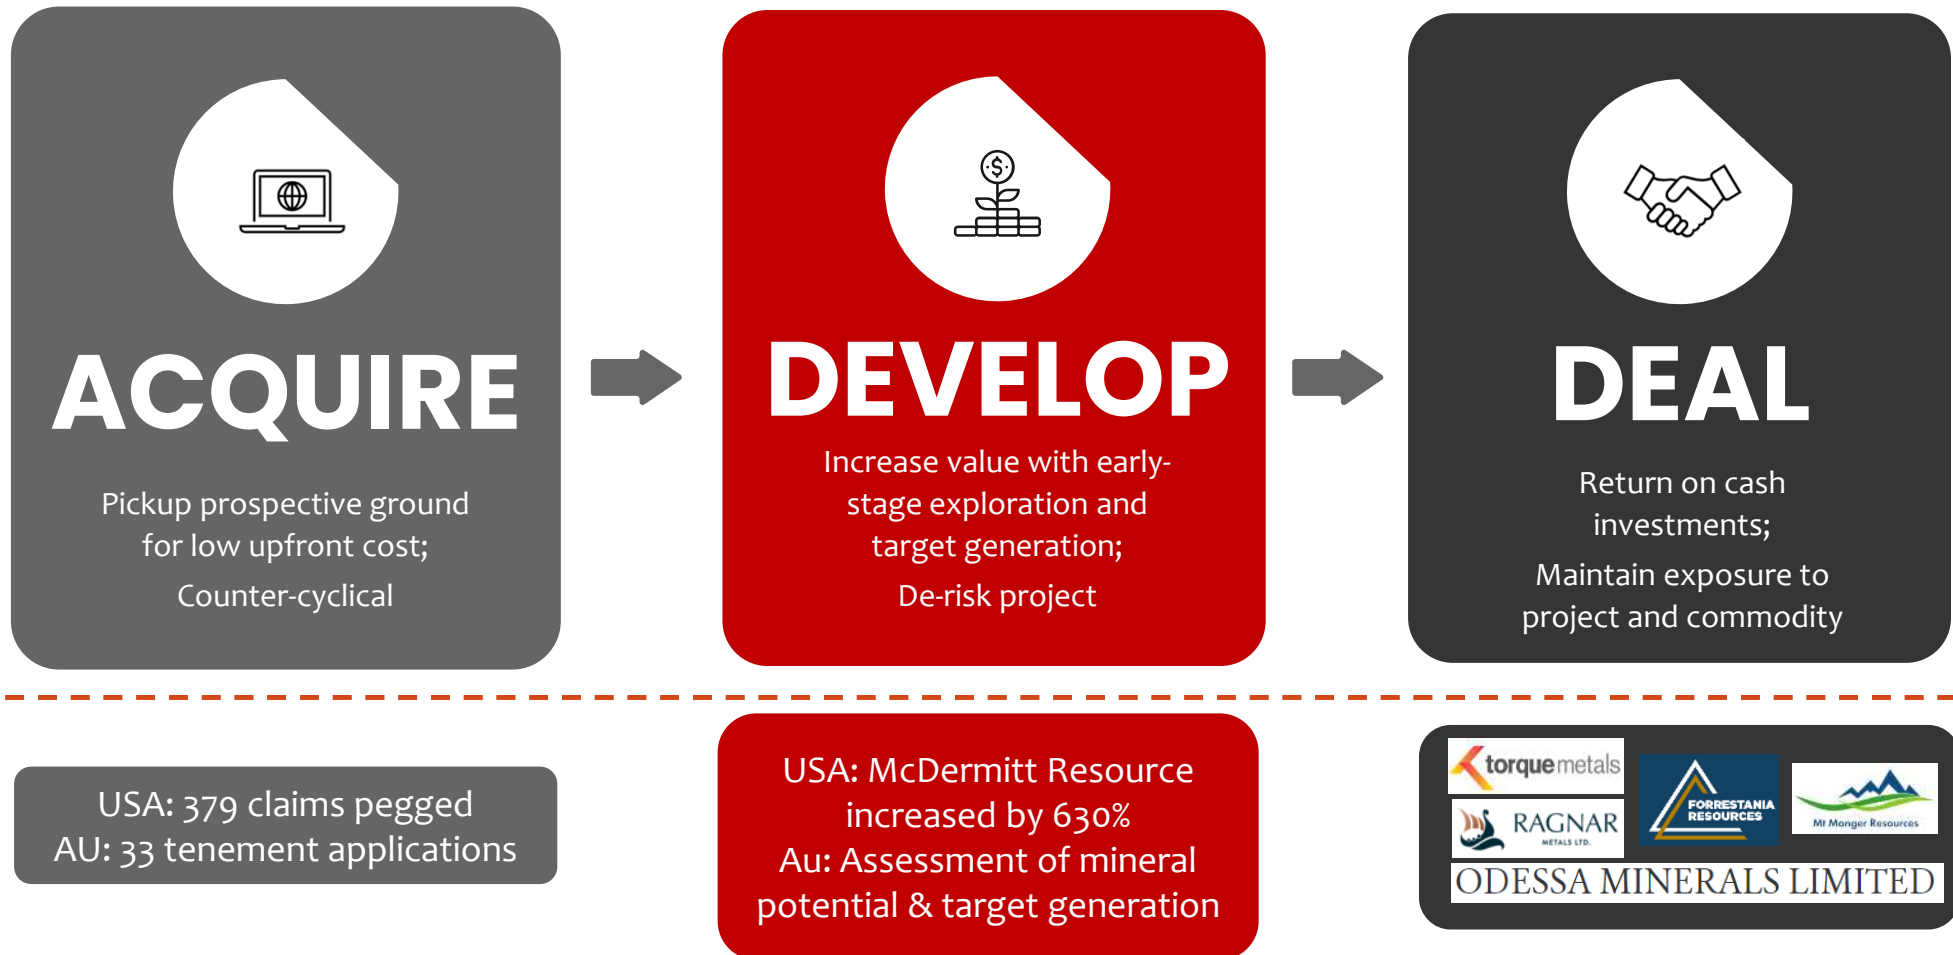 ACQUIRE
Pickup prospective ground
for low upfront cost;
Counter-cyclical
DEVELOP
Increase value with early-
stage exploration and
target generation;
De-risk project
DEAL
Return on cash
investments;
Maintain exposure to
project and commodity
USA: 379 claims pegged
AU: 33 tenement applications
USA: McDermitt Resource
increased by 630%
Au: Assessment of mineral
potential & target generation
torquemetals
RAGNAR
METALS LTD.
FORRESTANIA
RESOURCES
Mt Monger Resources
ODESSA MINERALS LIMITED